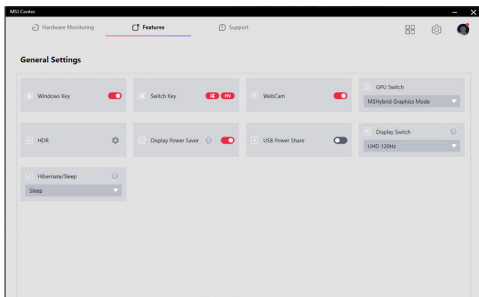 MSI Center
Hardware Monitoring
Features
Support
General Settings
Windows Key
Switch Key
FN
WebCam
GPU Switch
MSHybrid Graphics Mode
HDR
Display Power Saver
USB Power Share
Display Switch
UHD 120Hz
Hibernate/Sleep
Sleep